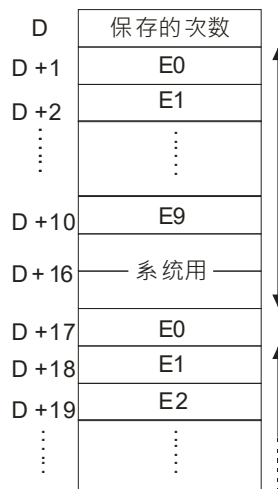 D 保存的次数
D+1 E0
D+2 E1
...... ......
D+10 E9
D+16 系统用
D+17 E0
D+18 E1
D+19 E2
...... ......